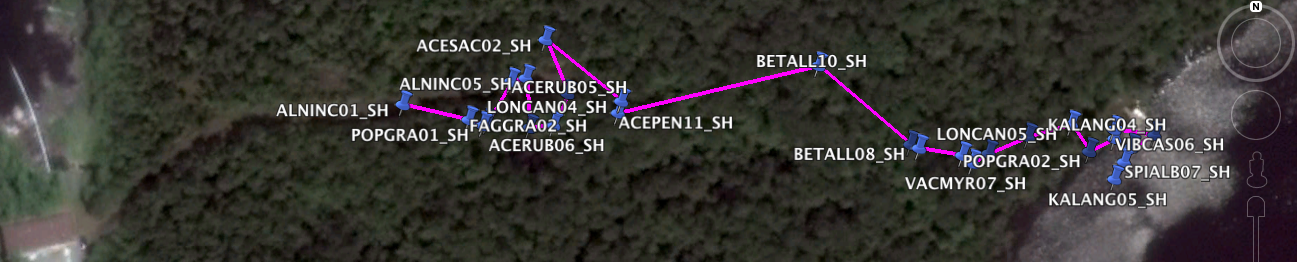 N
ACESAC02_SH
BETALL10_SH
ALNINC05_SH
ACERUB05_SH
ALNINC01_SH
LONCAN04_SH
POPGRA01_SH
FAGGRA02_SH
ACEPEN11_SH
ACERUB06_SH
LONCAN05_SH
KALANG04_SH
BETALL08_SH
POPGRA02_SH
VIBCAS06_SH
VACMYR07_SH
SPIALB07_SH
KALANG05_SH